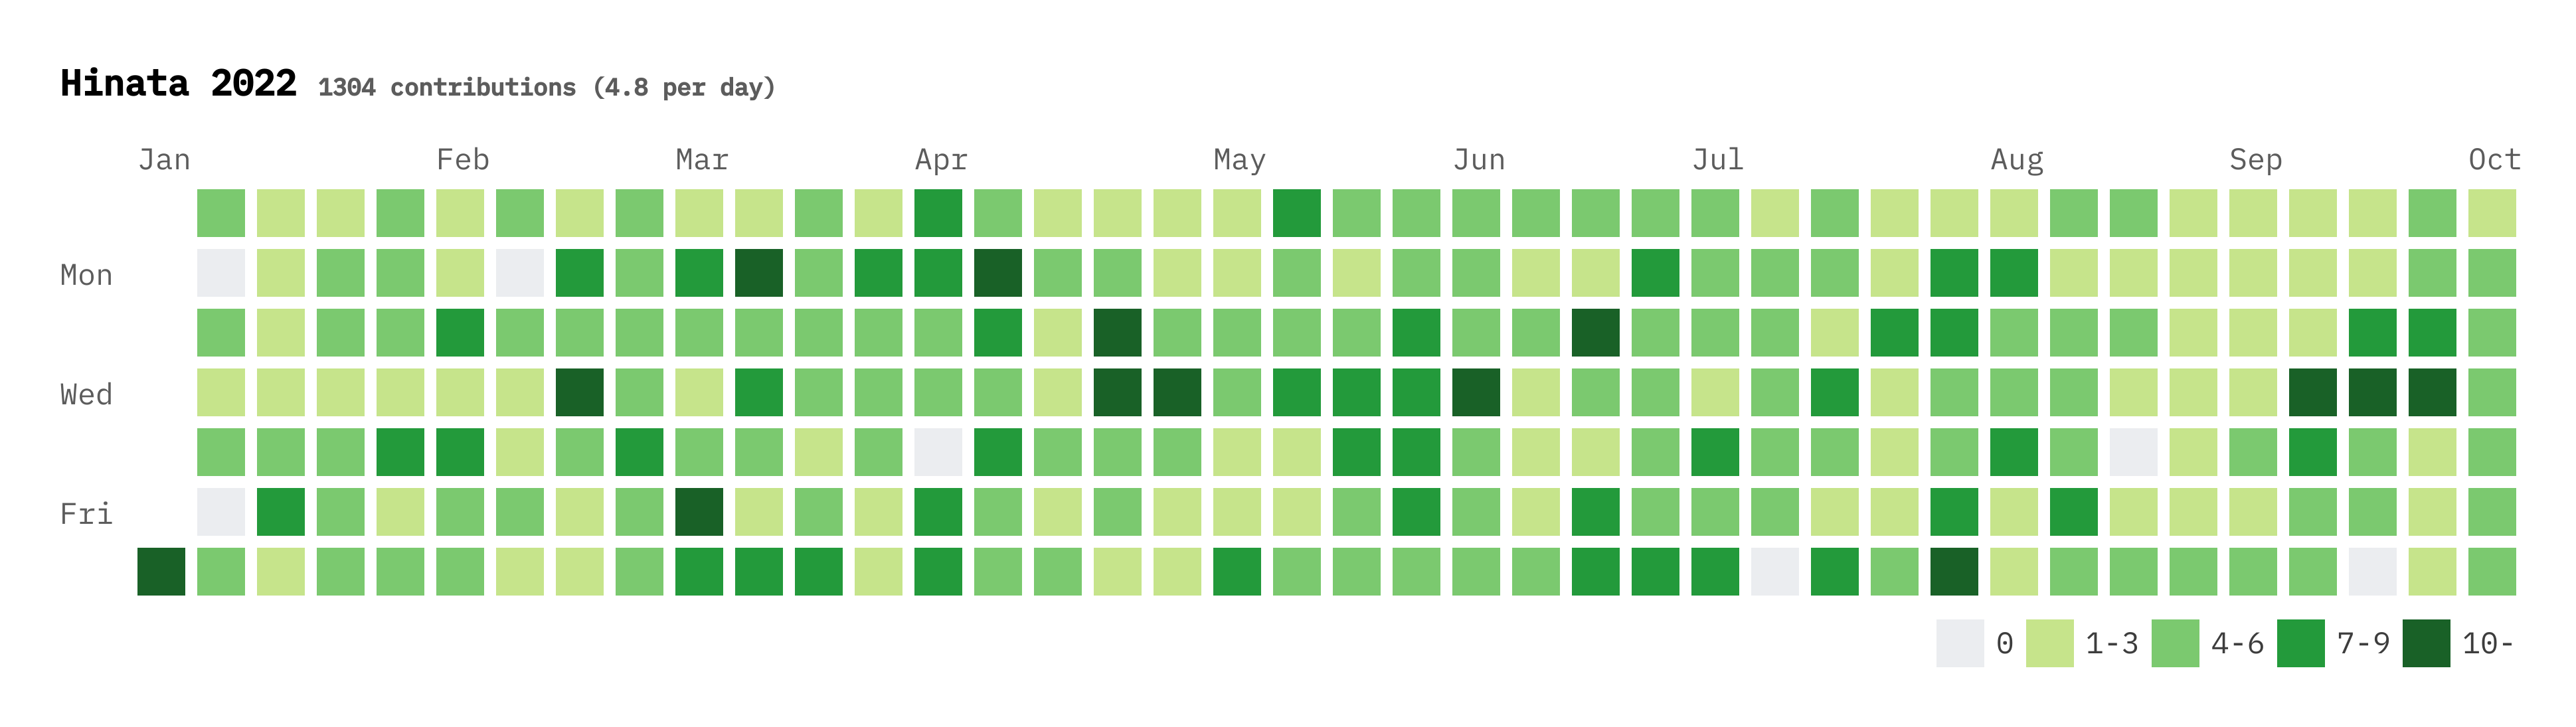 Hinata 2022 1304 contributions (4.8 per day)
Jan Feb Mar Apr May Jun Jul Aug Sep Oct
Mon
Wed
Fri
0 1-3 4-6 7-9 10-